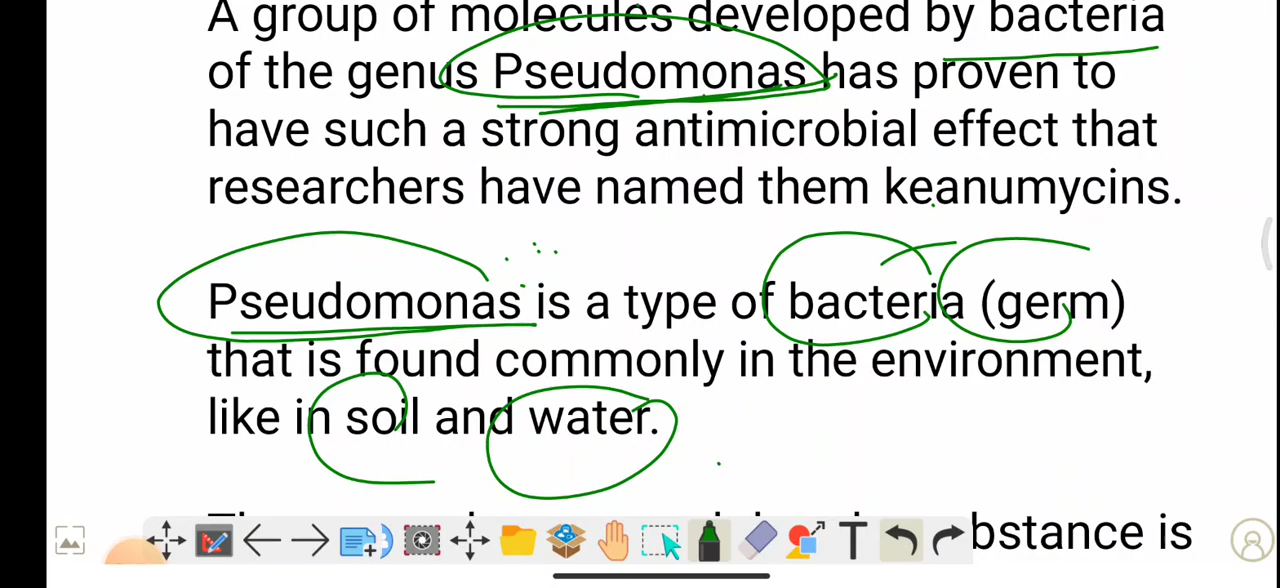 A group of molecules developed by bacteria
of the genus Pseudomonas has proven to
have such a strong antimicrobial effect that
researchers have named them keanumycins.
Pseudomonas is a type of bacteria (germ)
that is found commonly in the environment,
like in soil and water.
substance is